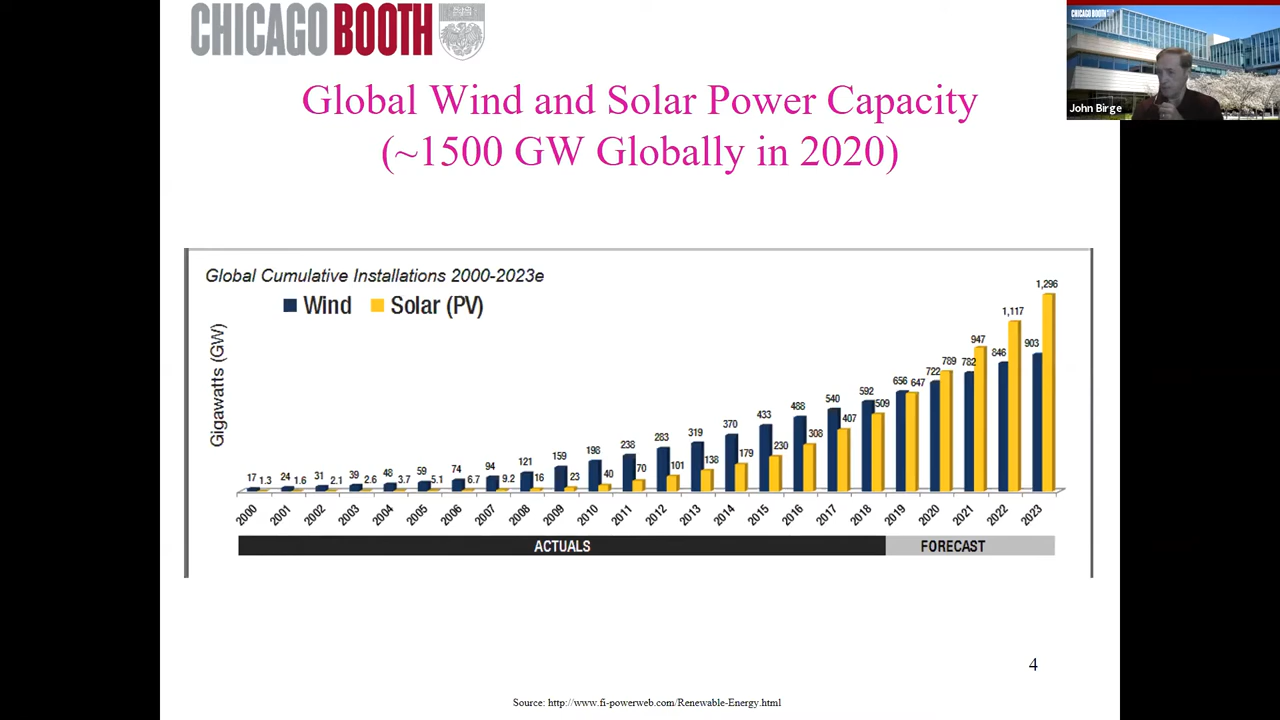 CHICAGO BOOTH
CHICAGO BOOTH
John Birge
Global Wind and Solar Power Capacity
(~1500 GW Globally in 2020)
Global Cumulative Installations 2000-2023e
Wind Solar (PV)
Gigawatts (GW)
17 1.3 24 1.6 31 2.1 39 2.6 48 3.7 59 5.1 74 6.7 94 9.2 121 16 159 23 198 40 238 70 283 101 319 138 370 179 433 230 488 308 540 407 592 509 656 647 722 789 782 947 846 1,117 903 1,296
2000 2001 2002 2003 2004 2005 2006 2007 2008 2009 2010 2011 2012 2013 2014 2015 2016 2017 2018 2019 2020 2021 2022 2023
ACTUALS FORECAST
4
Source: http://www.fi-powerweb.com/Renewable-Energy.html